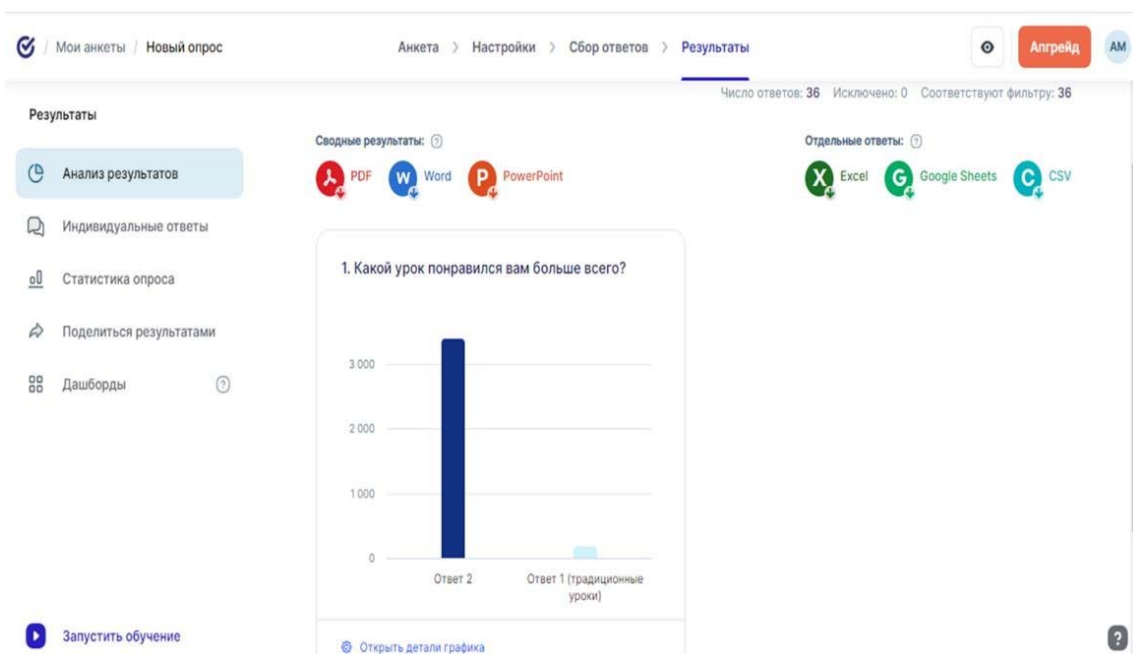 / Мои анкеты / Новый опрос
Анкета > Настройки > Сбор ответов > Результаты
Апгрейд
AM
Число ответов: 36 Исключено: 0 Соответствуют фильтру: 36
Результаты
Анализ результатов
Индивидуальные ответы
Статистика опроса
Поделиться результатами
Дашборды ?
Запустить обучение
Сводные результаты: ?
PDF W Word P PowerPoint
Отдельные ответы: ?
X Excel G Google Sheets C CSV
1. Какой урок понравился вам больше всего?
3 000
2 000
1 000
0
Ответ 2
Ответ 1 (традиционные
уроки)
Открыть детали графика
?